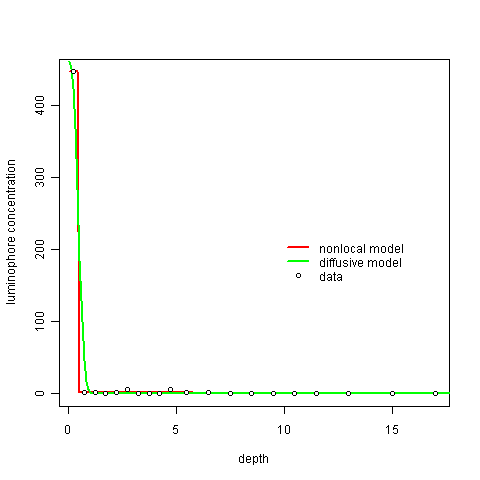 luminophore concentration
400
300
200
100
0
nonlocal model
diffusive model
data
0 5 10 15
depth